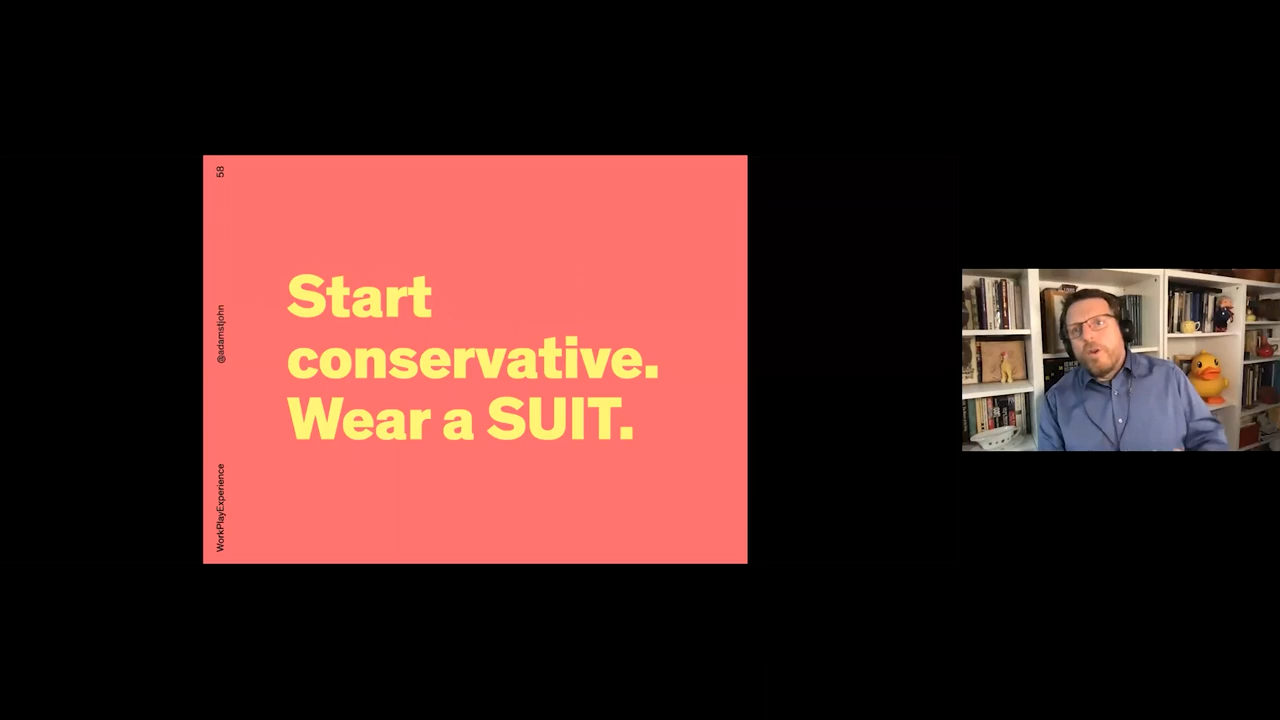 58
@adamstjohn
WorkPlayExperience
Start
conservative.
Wear a SUIT.